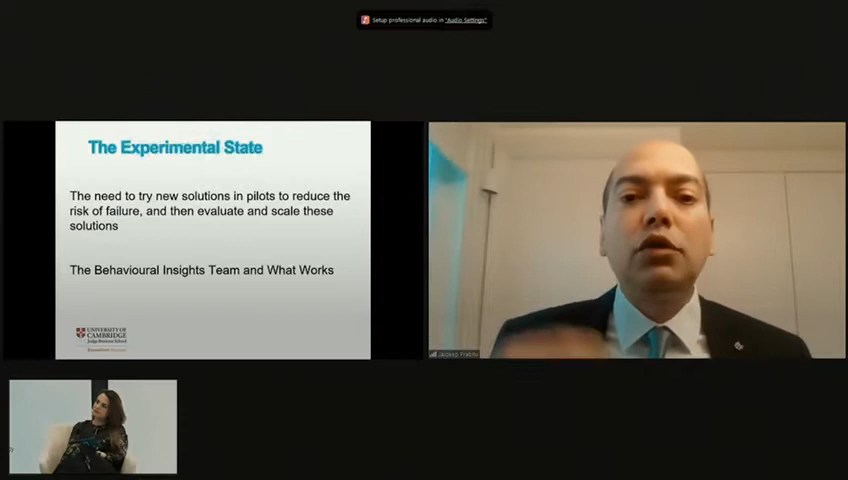 Setup professional audio in "Audio Settings"
The Experimental State
The need to try new solutions in pilots to reduce the
risk of failure, and then evaluate and scale these
solutions
The Behavioural Insights Team and What Works
UNIVERSITY OF
CAMBRIDGE
Judge Business School
Jaideep Prabhu